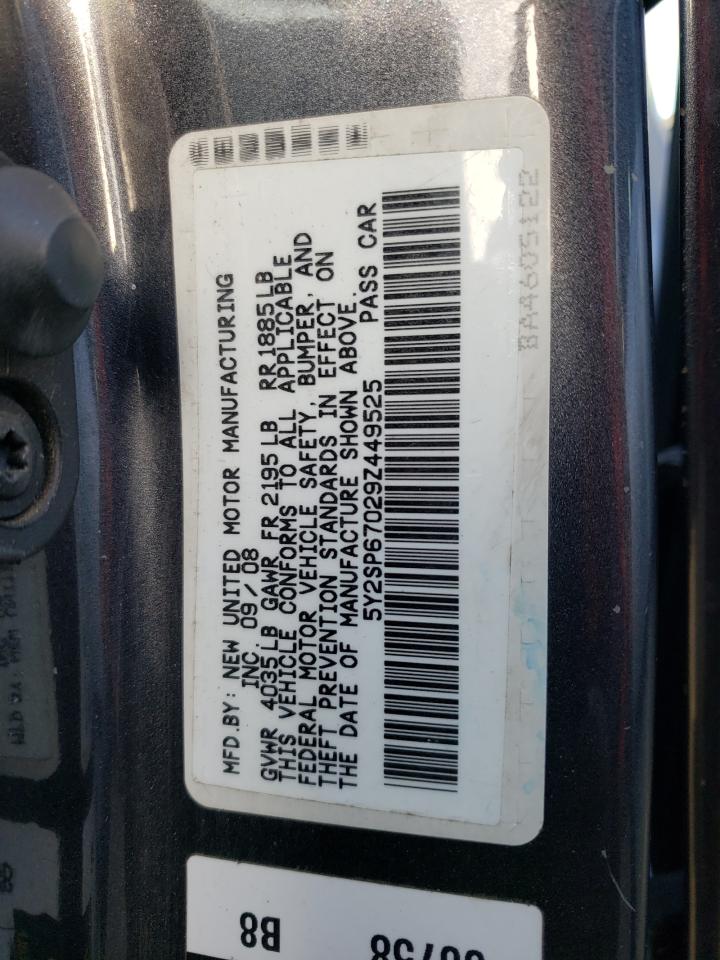 MFD.BY: NEW UNITED MOTOR MANUFACTURING
INC. 09/08
GVWR 4035LB GAWR FR 2195LB RR1885LB
THIS VEHICLE CONFORMS TO ALL APPLICABLE
FEDERAL MOTOR VEHICLE SAFETY, BUMPER, AND
THEFT PREVENTION STANDARDS IN EFFECT ON
THE DATE OF MANUFACTURE SHOWN ABOVE.
5Y2SP67029Z449525 PASS CAR
BA4605122
B8